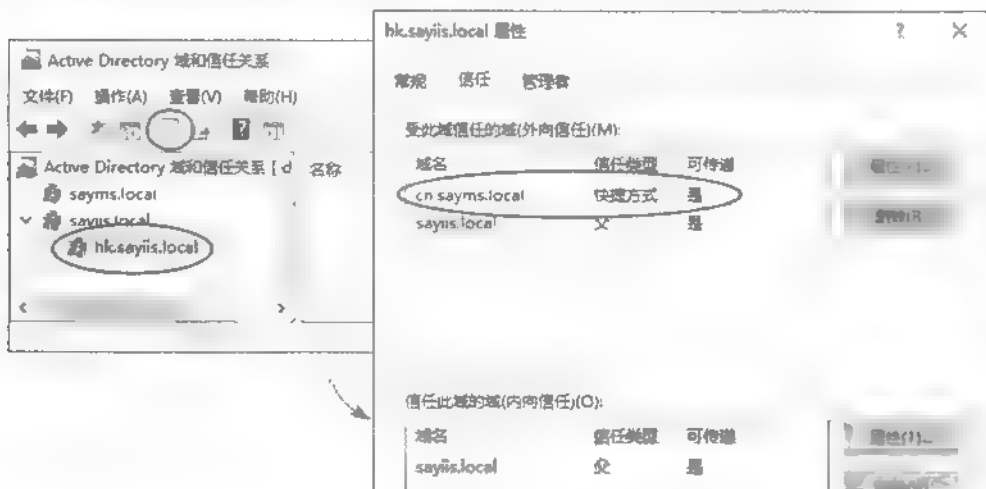 Active Directory 域和信任关系
文件(F) 操作(A) 查看(V) 帮助(H)
Active Directory 域和信任关系 [ d
名称
sayms.local
sayiis.local
hk.sayiis.local
hk.sayiis.local 属性
? ×
常规 信任 管理者
受此域信任的域(外向信任)(M):
域名 信任类型 可传递
cn.sayms.local 快捷方式 是
sayiis.local 父 是
信任此域的域(内向信任)(O):
域名 信任类型 可传递
属性(T)...
sayiis.local 父 是